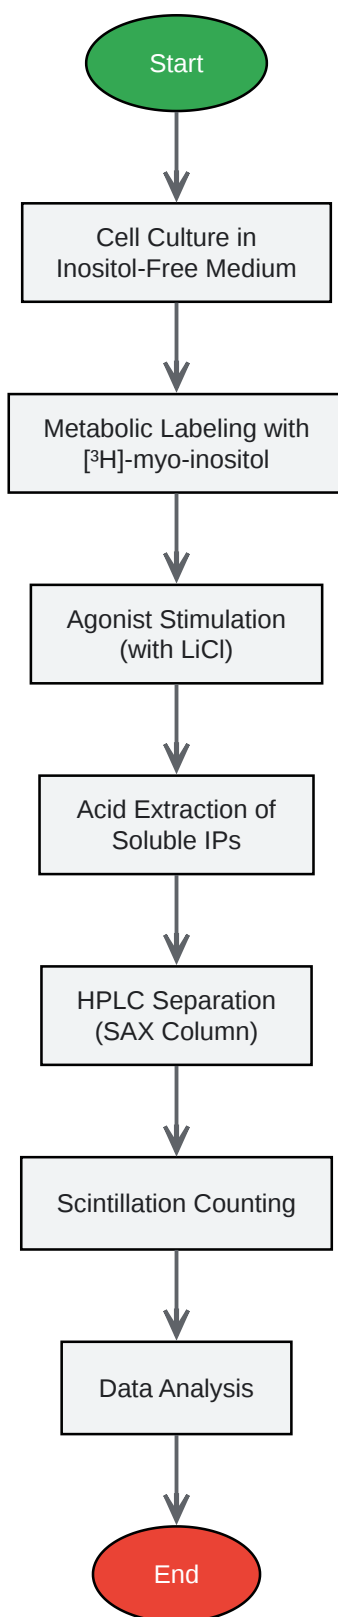 Start
Cell Culture in
Inositol-Free Medium
Metabolic Labeling with
[³H]-myo-inositol
Agonist Stimulation
(with LiCl)
Acid Extraction of
Soluble IPs
HPLC Separation
(SAX Column)
Scintillation Counting
Data Analysis
End